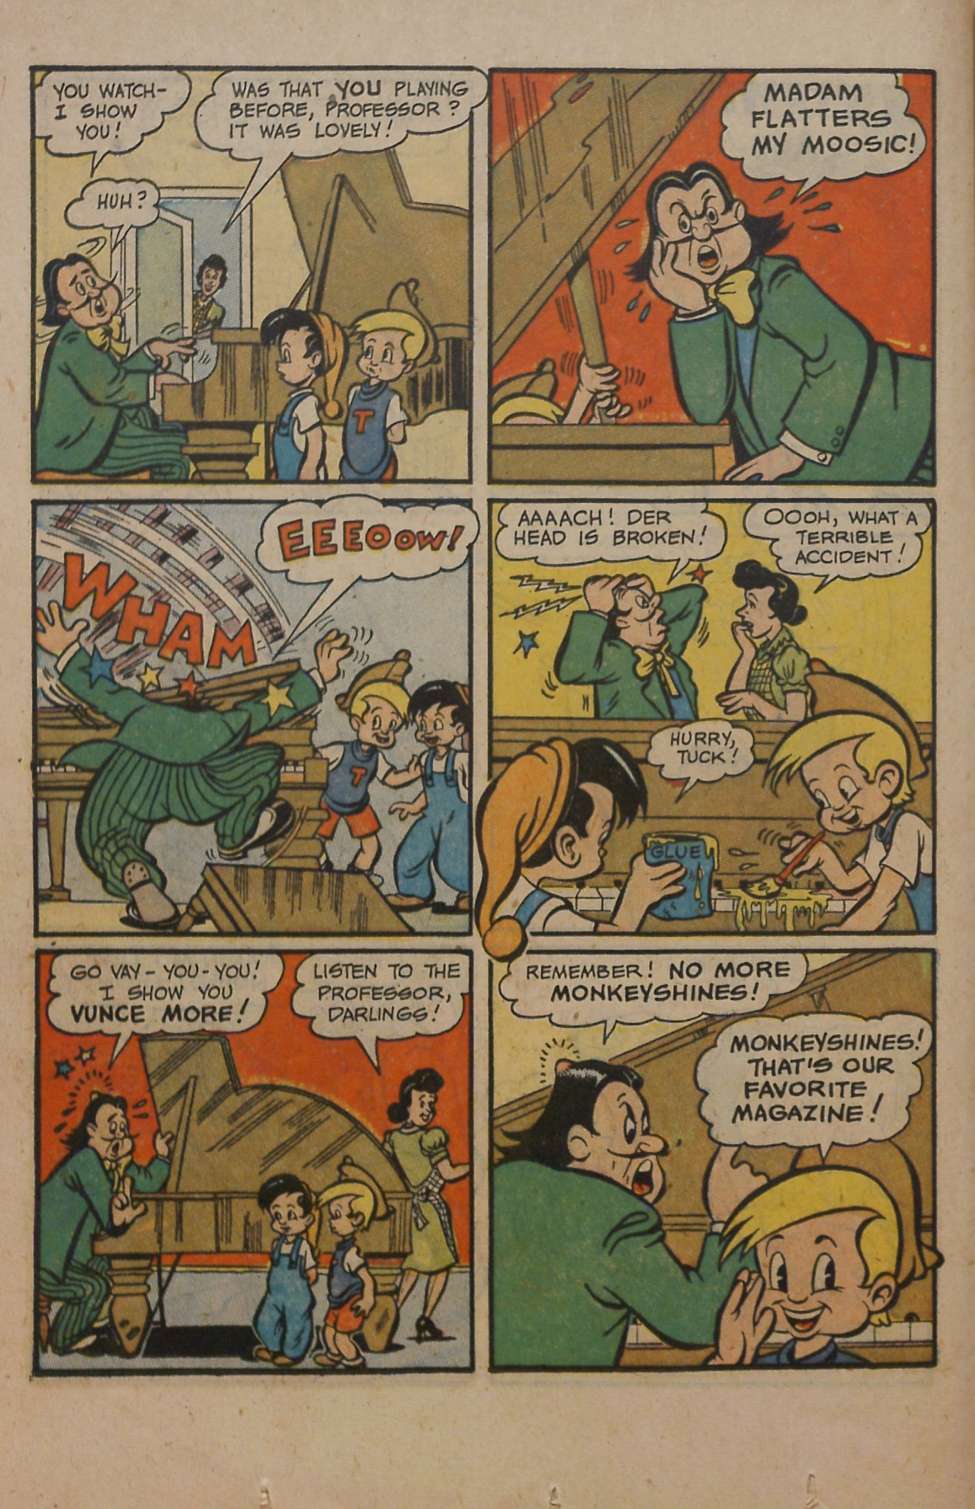 YOU WATCH-
I SHOW
YOU!
HUH?
WAS THAT YOU PLAYING
BEFORE, PROFESSOR?
IT WAS LOVELY!
T
MADAM
FLATTERS
MY MOOSIC!
WHAM
EEEOOW!
T
AAAACH! DER
HEAD IS BROKEN!
OOOH, WHAT A
TERRIBLE
ACCIDENT!
HURRY,
TUCK!
GLUE
GO VAY-YOU-YOU!
I SHOW YOU
VUNCE MORE!
LISTEN TO THE
PROFESSOR,
DARLINGS!
REMEMBER! NO MORE
MONKEYSHINES!
MONKEYSHINES!
THAT'S OUR
FAVORITE
MAGAZINE!